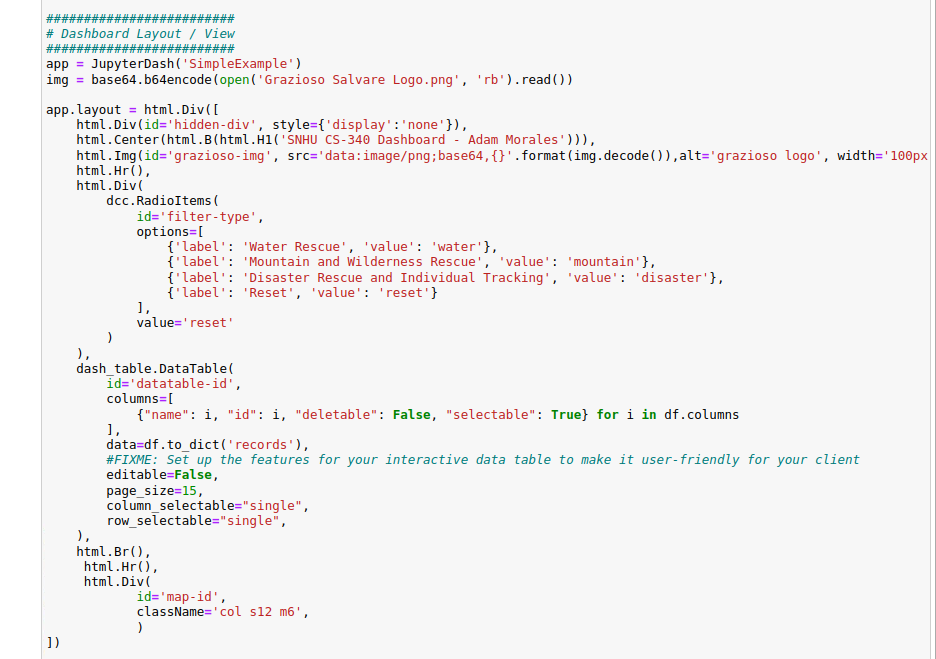 #########################
# Dashboard Layout / View
#########################
app = JupyterDash('SimpleExample')
img = base64.b64encode(open('Grazioso Salvare Logo.png', 'rb').read())

app.layout = html.Div([
    html.Div(id='hidden-div', style={'display':'none'}),
    html.Center(html.B(html.H1('SNHU CS-340 Dashboard - Adam Morales'))),
    html.Img(id='grazioso-img', src='data:image/png;base64,{}'.format(img.decode()),alt='grazioso logo', width='100px
    html.Hr(),
    html.Div(
        dcc.RadioItems(
            id='filter-type',
            options=[
                {'label': 'Water Rescue', 'value': 'water'},
                {'label': 'Mountain and Wilderness Rescue', 'value': 'mountain'},
                {'label': 'Disaster Rescue and Individual Tracking', 'value': 'disaster'},
                {'label': 'Reset', 'value': 'reset'}
            ],
            value='reset'
        )
    ),
    dash_table.DataTable(
        id='datatable-id',
        columns=[
            {"name": i, "id": i, "deletable": False, "selectable": True} for i in df.columns
        ],
        data=df.to_dict('records'),
        #FIXME: Set up the features for your interactive data table to make it user-friendly for your client
        editable=False,
        page_size=15,
        column_selectable="single",
        row_selectable="single",
    ),
    html.Br(),
     html.Hr(),
     html.Div(
            id='map-id',
            className='col s12 m6',
            )
])